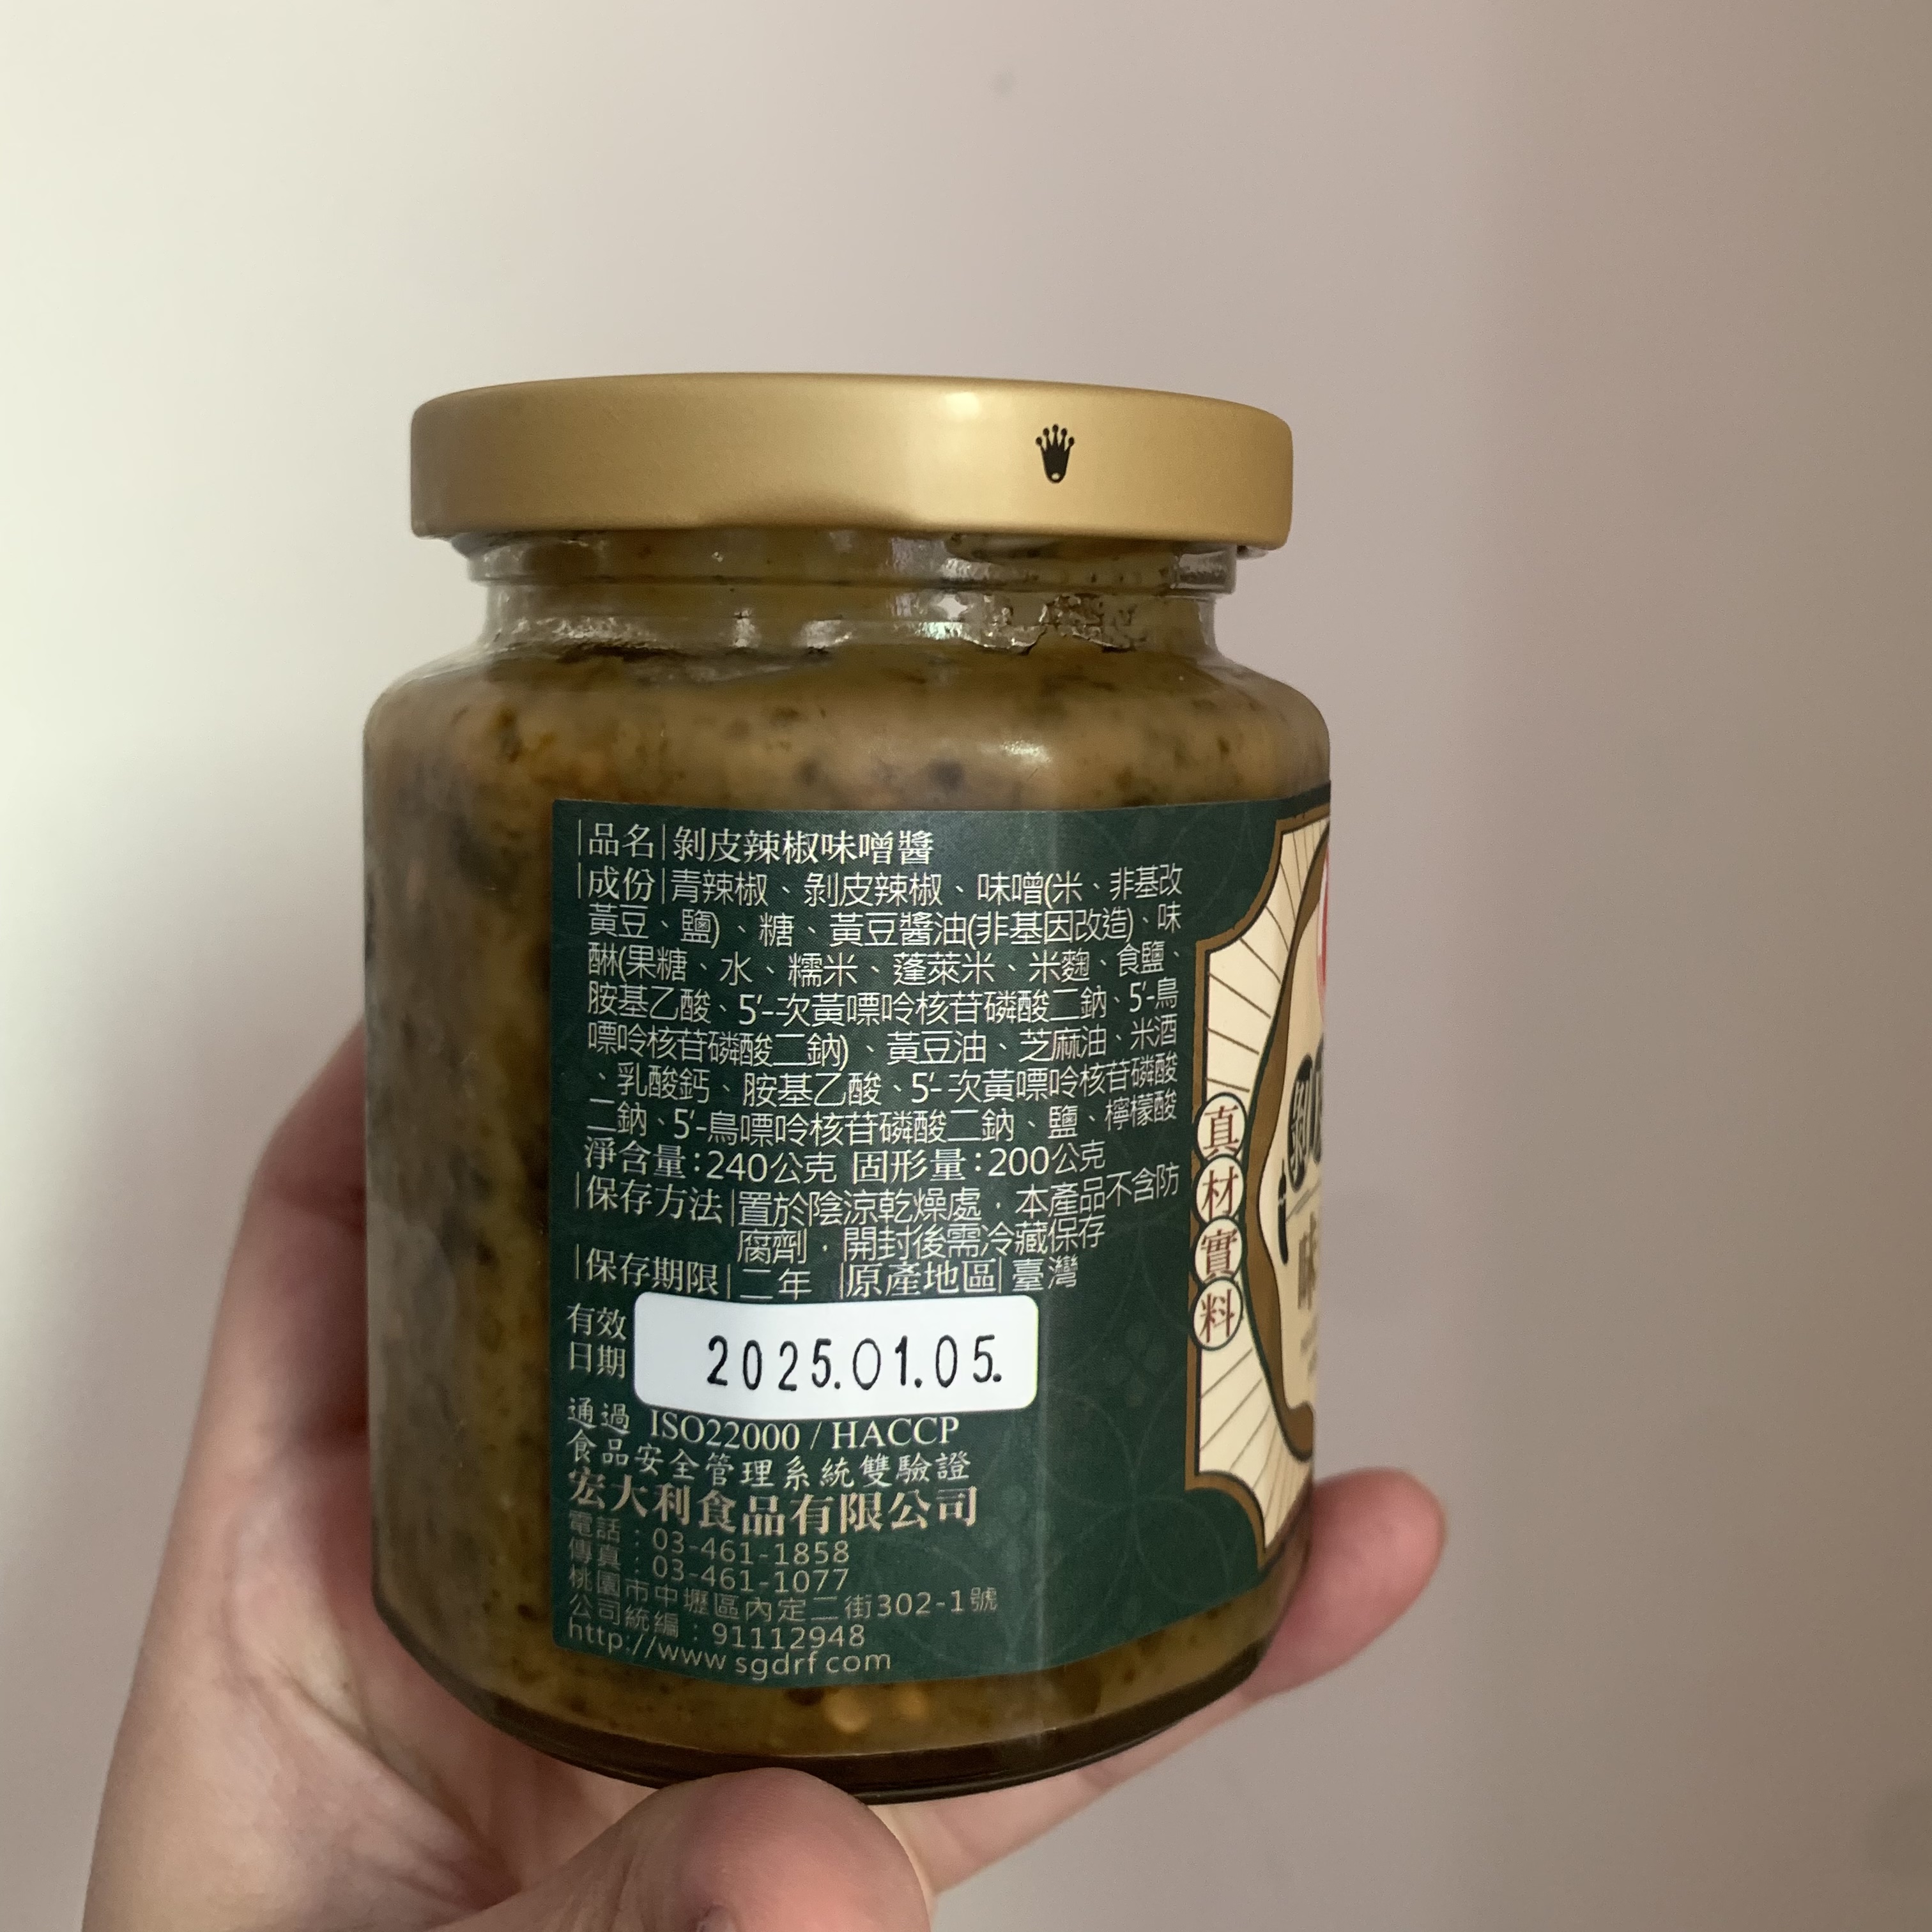 |品名|剝皮辣椒味噌醬
|成份|青辣椒、剝皮辣椒、味噌(米、非基改
黃豆、鹽)、糖、黃豆醬油(非基因改造)、味
醂(果糖、水、糯米、蓬萊米、米麴、食鹽、
胺基乙酸、5'-次黃嘌呤核苷磷酸二鈉、5'-鳥
嘌呤核苷磷酸二鈉)、黃豆油、芝麻油、米酒
、乳酸鈣、胺基乙酸、5'-次黃嘌呤核苷磷酸
二鈉、5'-鳥嘌呤核苷磷酸二鈉、鹽、檸檬酸
淨含量:240公克 固形量:200公克
|保存方法|置於陰涼乾燥處，本產品不含防
腐劑，開封後需冷藏保存
|保存期限|二年 |原產地區|臺灣
有效日期 2025.01.05.
通過 ISO22000 / HACCP
食品安全管理系統雙驗證
宏大利食品有限公司
電話：03-461-1858
傳真：03-461-1077
桃園市中壢區內定二街302-1號
公司統編：91112948
http://www.sgdrf.com
真材實料
剝
味